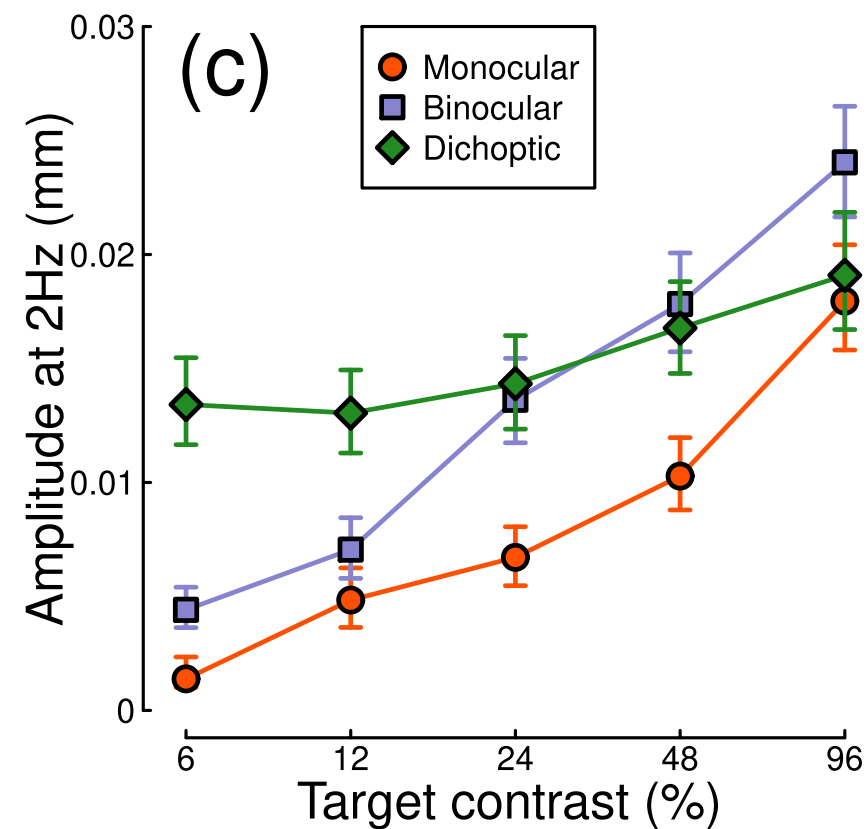 (c)
Monocular
Binocular
Dichoptic
Amplitude at 2Hz (mm)
0.03
0.02
0.01
0
6 12 24 48 96
Target contrast (%)